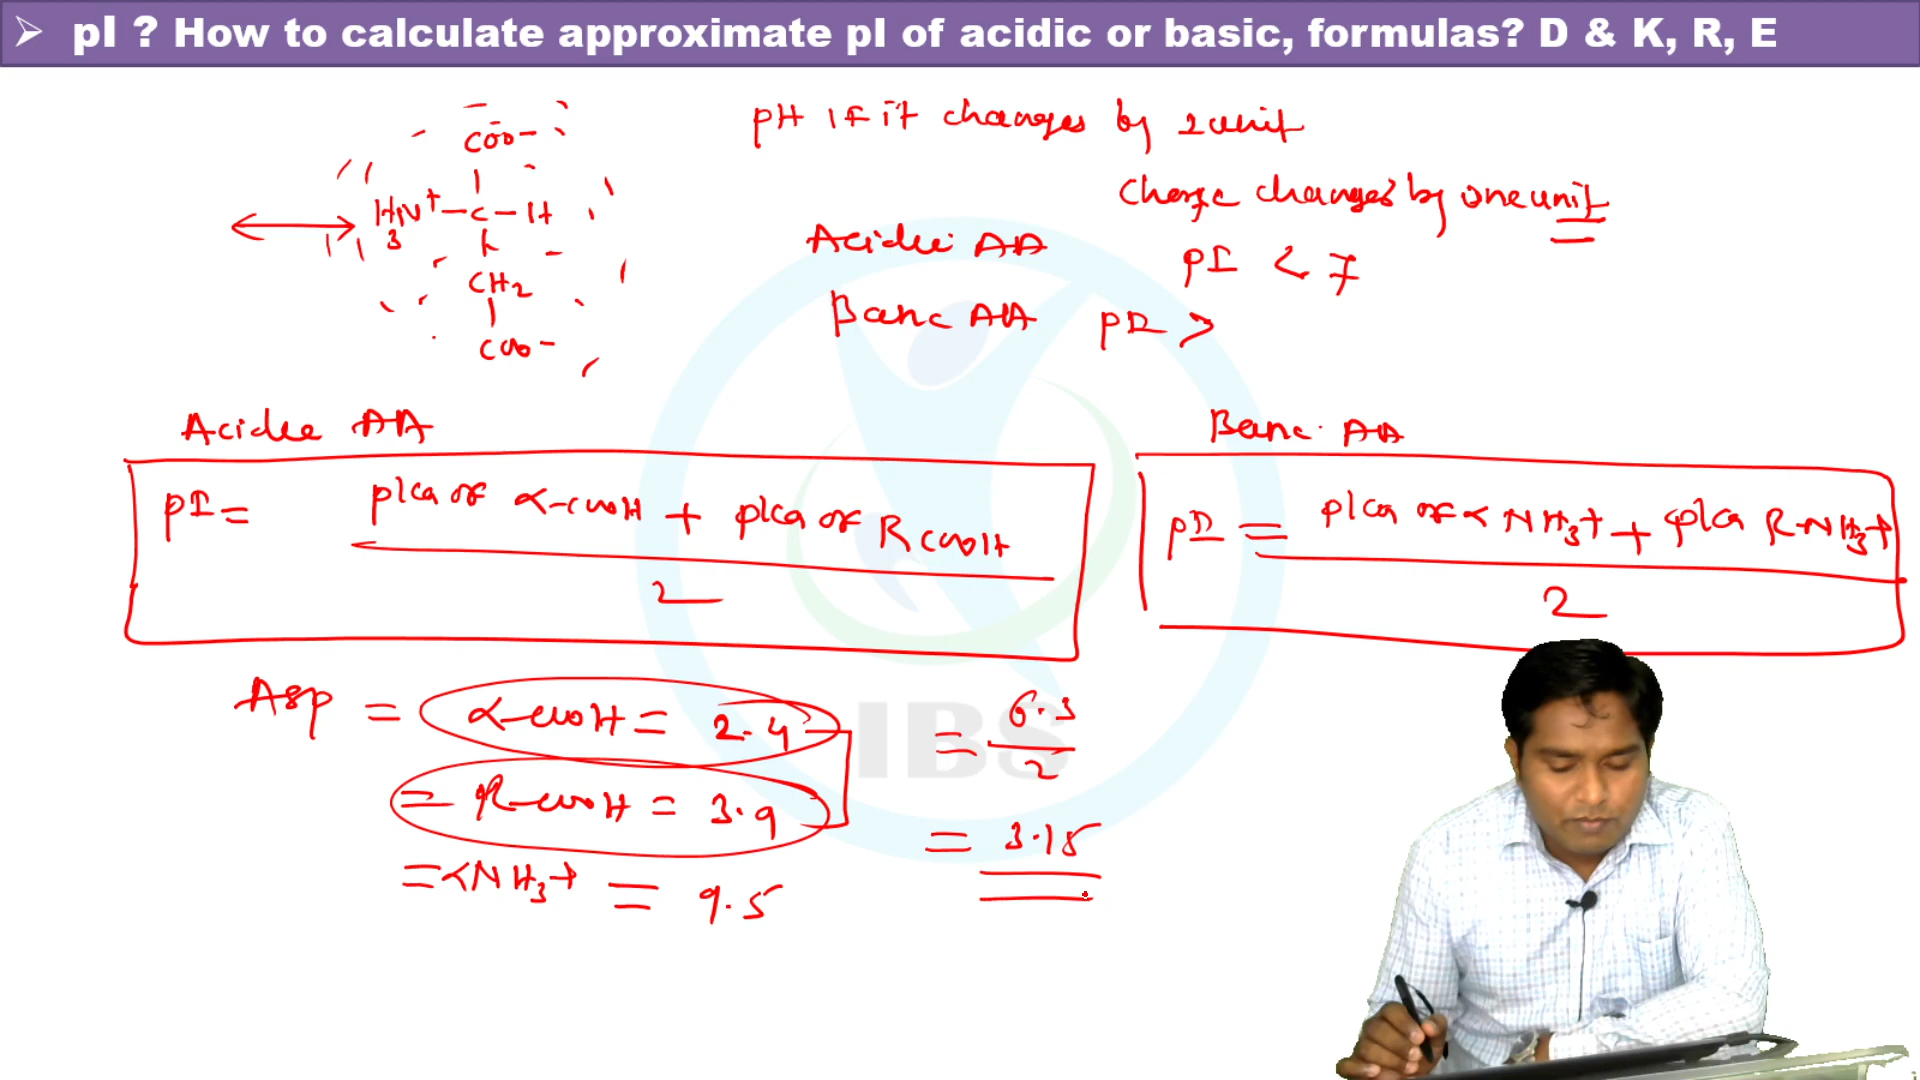 ➢ pI ? How to calculate approximate pI of acidic or basic, formulas? D & K, R, E
COO-
H3N+-C-H
CH2
COO-
pH if it changes by 2 unit
Charge changes by one unit
Acidic AA pI < 7
Basic AA pI >
Acidic AA
pI = pKa of α-COOH + pKa of R COOH
2
Basic AA
pI = pKa of α NH3+ + pKa R-NH3+
2
Asp = α-COOH = 2.4
= R-COOH = 3.9
= αNH3+ = 9.5
= 6.3
2
= 3.15
IBS